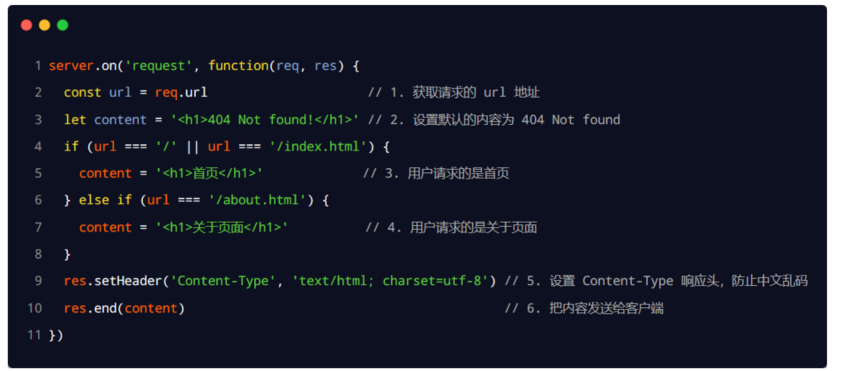 1 server.on('request', function(req, res) {
2   const url = req.url                    // 1. 获取请求的 url 地址
3   let content = '<h1>404 Not found!</h1>' // 2. 设置默认的内容为 404 Not found
4   if (url === '/' || url === '/index.html') {
5     content = '<h1>首页</h1>'             // 3. 用户请求的是首页
6   } else if (url === '/about.html') {
7     content = '<h1>关于页面</h1>'          // 4. 用户请求的是关于页面
8   }
9   res.setHeader('Content-Type', 'text/html; charset=utf-8') // 5. 设置 Content-Type 响应头，防止中文乱码
10   res.end(content)                                         // 6. 把内容发送给客户端
11 })